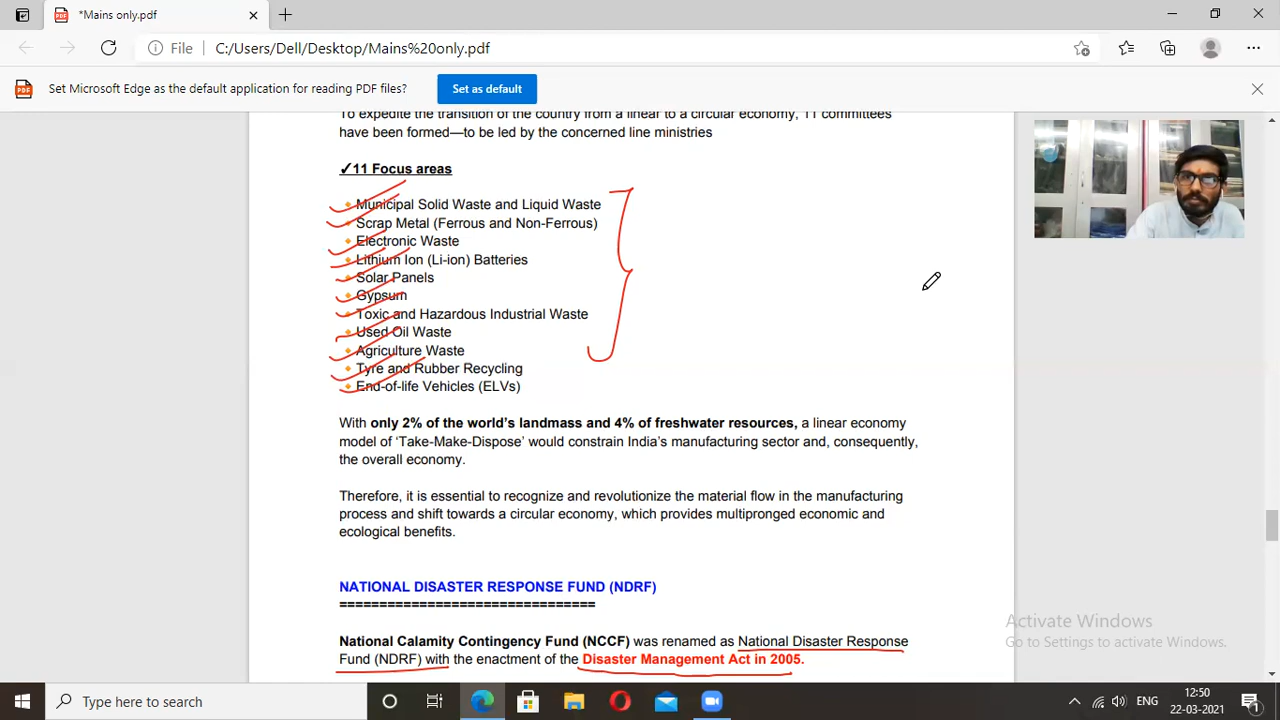 *Mains only.pdf
File C:/Users/Dell/Desktop/Mains%20only.pdf
Set Microsoft Edge as the default application for reading PDF files? Set as default
To expedite the transition of the country from a linear to a circular economy, 11 committees
have been formed—to be led by the concerned line ministries
✓11 Focus areas
Municipal Solid Waste and Liquid Waste
Scrap Metal (Ferrous and Non-Ferrous)
Electronic Waste
Lithium Ion (Li-ion) Batteries
Solar Panels
Gypsum
Toxic and Hazardous Industrial Waste
Used Oil Waste
Agriculture Waste
Tyre and Rubber Recycling
End-of-life Vehicles (ELVs)
With only 2% of the world's landmass and 4% of freshwater resources, a linear economy
model of ‘Take-Make-Dispose’ would constrain India's manufacturing sector and, consequently,
the overall economy.
Therefore, it is essential to recognize and revolutionize the material flow in the manufacturing
process and shift towards a circular economy, which provides multipronged economic and
ecological benefits.
NATIONAL DISASTER RESPONSE FUND (NDRF)
===============================
National Calamity Contingency Fund (NCCF) was renamed as National Disaster Response
Fund (NDRF) with the enactment of the Disaster Management Act in 2005.
Activate Windows
Go to Settings to activate Windows.
Type here to search
ENG
12:50
22-03-2021